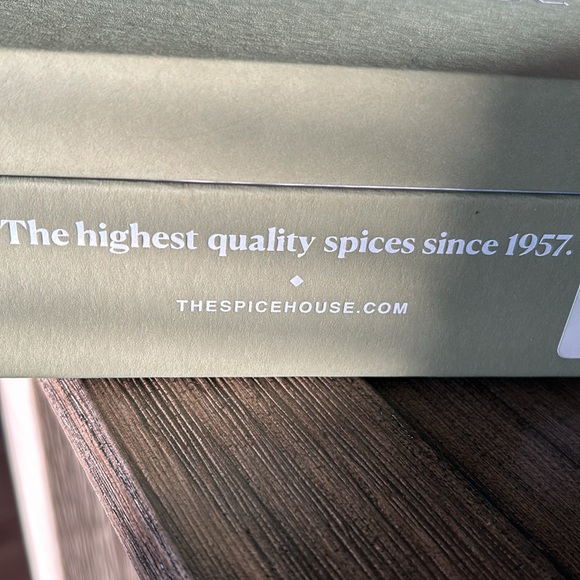 The highest quality spices since 1957.
THESPICEHOUSE.COM